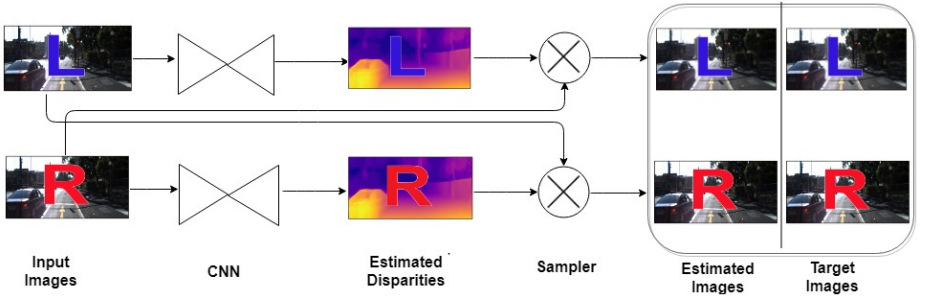 L
L
L
L
R
R
R
R
Input
Images
CNN
Estimated
Disparities
Sampler
Estimated
Images
Target
Images